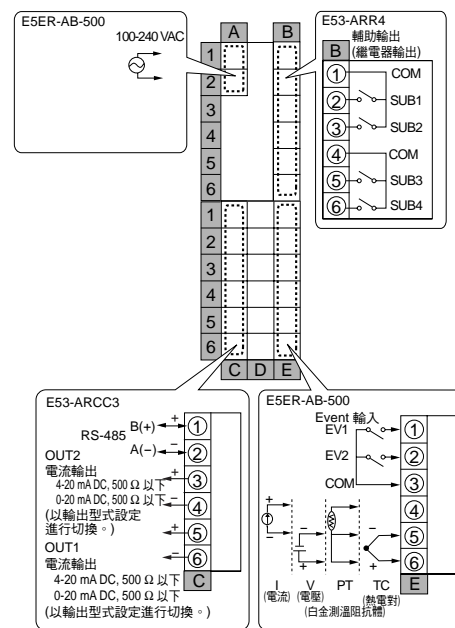 E5ER-AB-500
100-240 VAC
A
B
1
2
3
4
5
6
1
2
3
4
5
6
C D E
E53-ARR4
輔助輸出
(繼電器輸出)
B
1 COM
2 SUB1
3 SUB2
4 COM
5 SUB3
6 SUB4
E53-ARCC3
RS-485
B(+) + 1
A(−) − 2
OUT2
電流輸出
4-20 mA DC, 500 Ω 以下
0-20 mA DC, 500 Ω 以下
(以輸出型式設定
進行切換。)
+ 3
− 4
+ 5
− 6
OUT1
電流輸出
4-20 mA DC, 500 Ω 以下
0-20 mA DC, 500 Ω 以下
(以輸出型式設定進行切換。)
C
E5ER-AB-500
Event 輸入
EV1 1
EV2 2
COM 3
4
5
6
+
−
−
+
−
+
I
(電流)
V
(電壓)
PT
(白金測溫阻抗體)
TC
(熱電對)
E